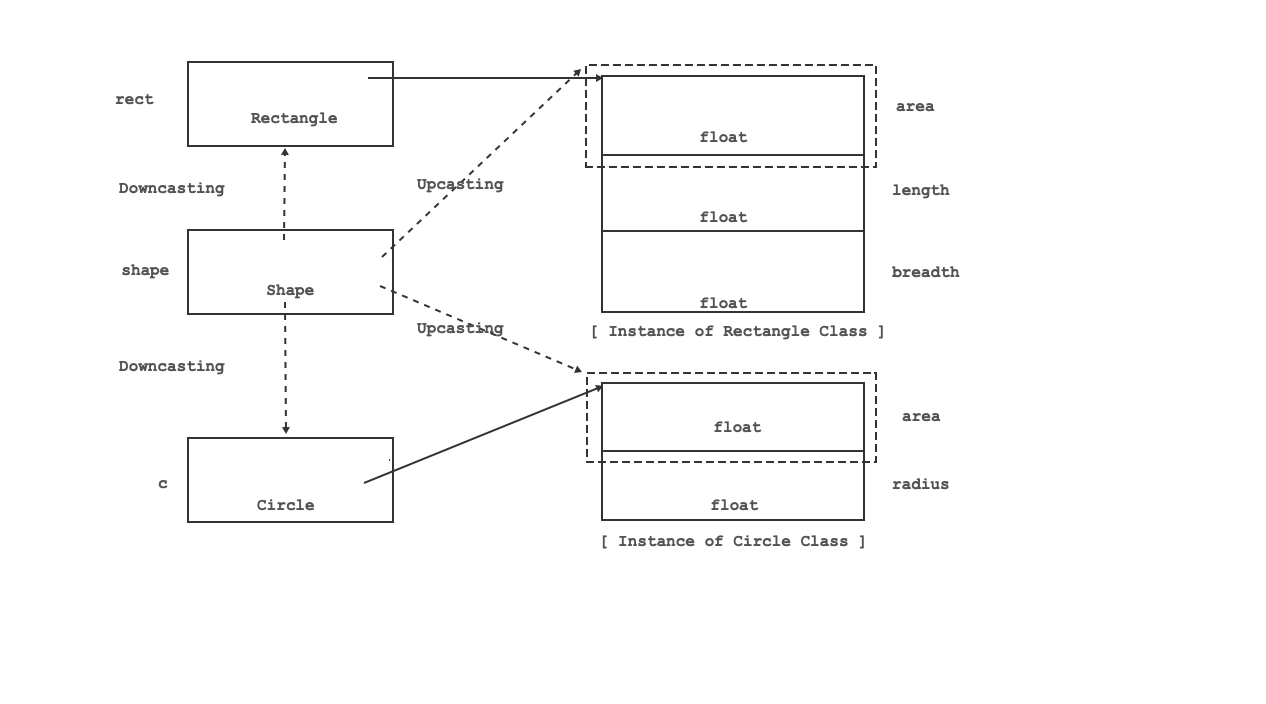 rect
Rectangle
float
area
Downcasting
Upcasting
length
float
shape
Shape
breadth
float
Upcasting
[ Instance of Rectangle Class ]
Downcasting
float
area
c
Circle
radius
float
[ Instance of Circle Class ]